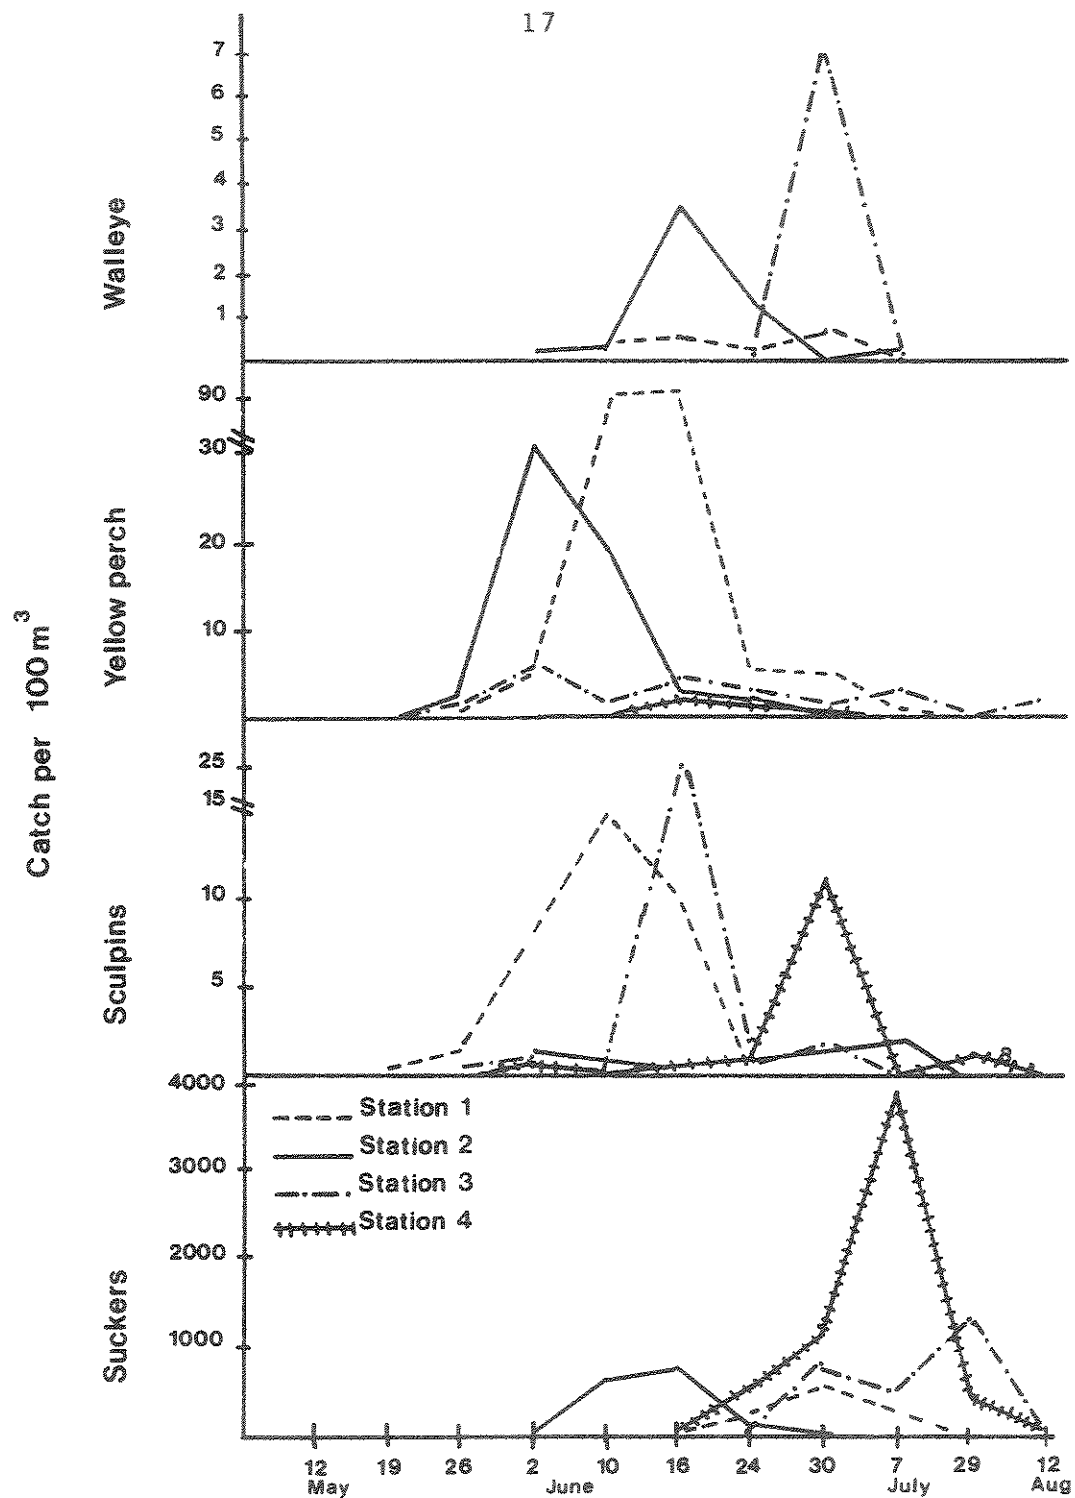 17
Catch per 100 m³
Walleye
7
6
5
4
3
2
1
Yellow perch
90
30
20
10
Sculpins
25
15
10
5
8
Suckers
4000
3000
2000
1000
Station 1
Station 2
Station 3
Station 4
12 19 26 2 10 16 24 30 7 29 12
May June July Aug